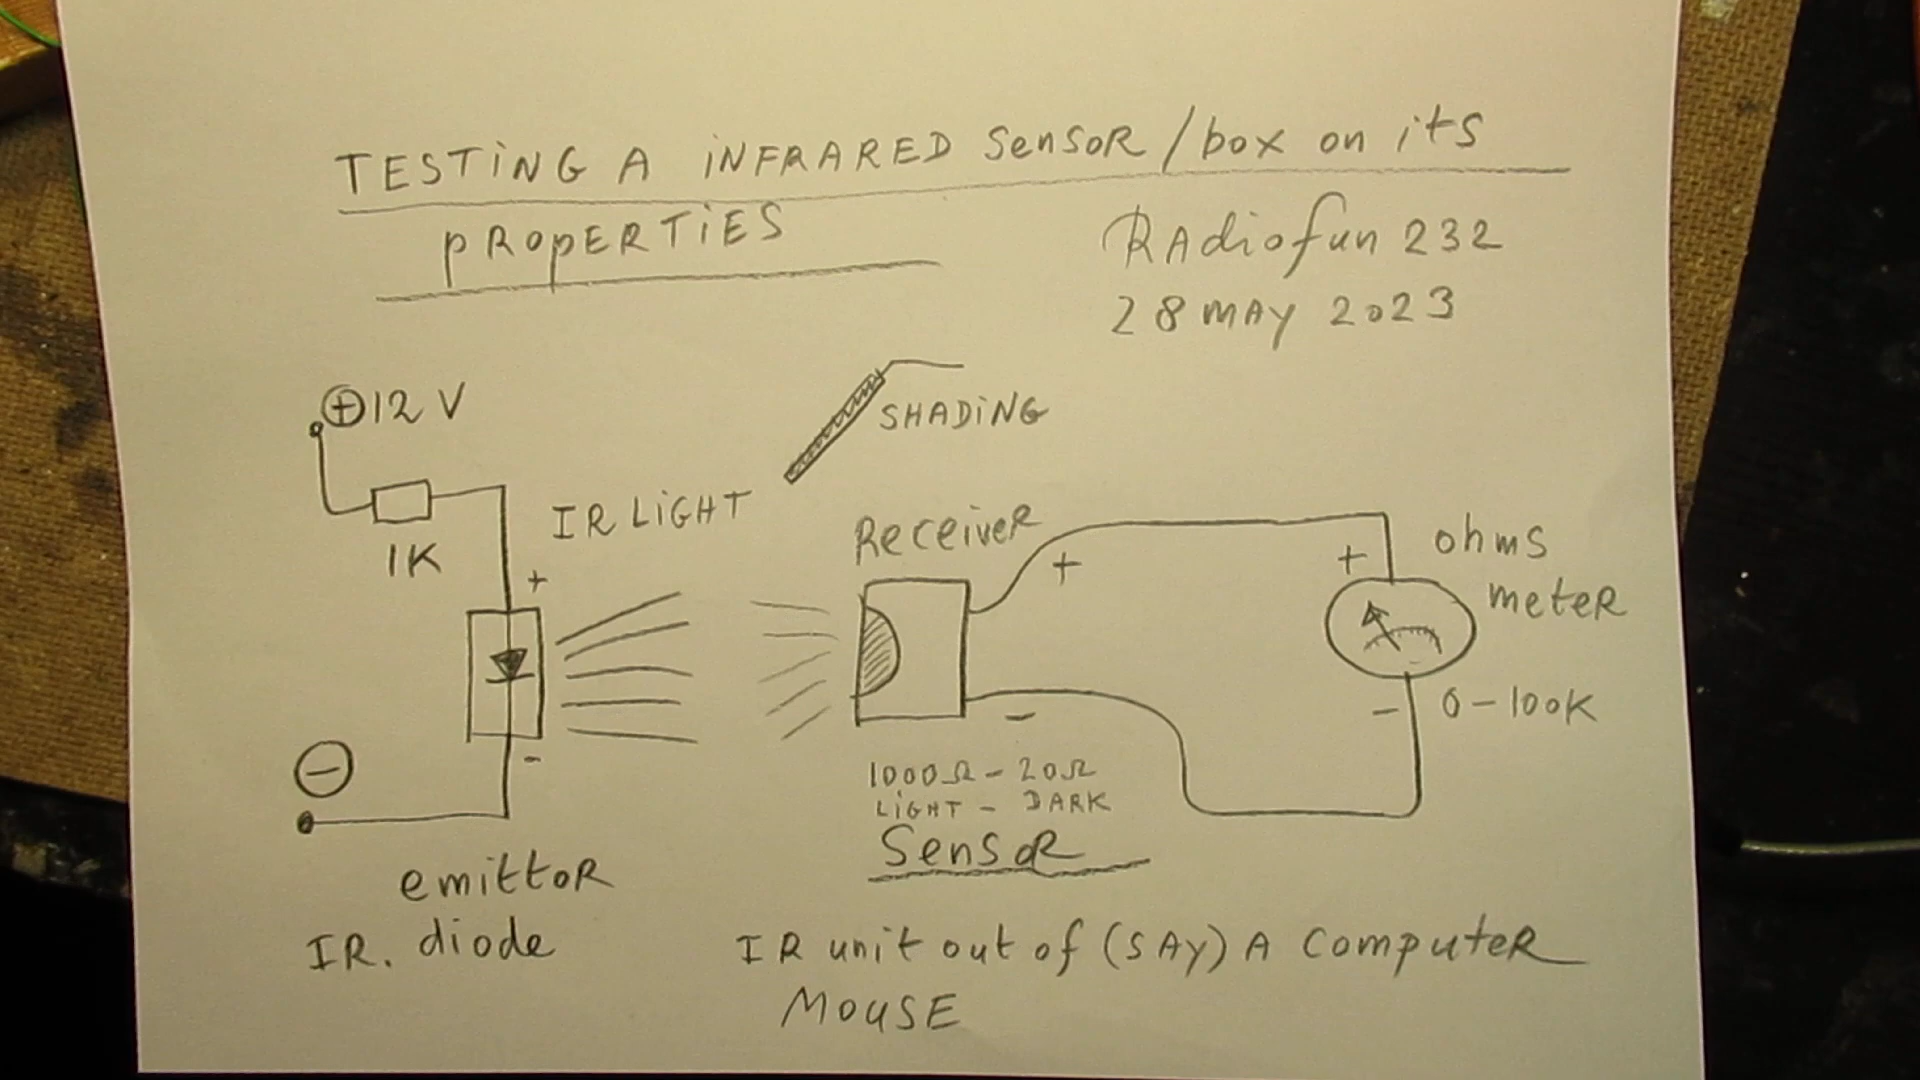 TESTING A INFRARED SENSOR/box on its
PROPERTIES
RAdiofun 232
28 MAY 2023
⊕12 V
SHADING
IR LIGHT
1K
+
Receiver
+
+
ohms
meter
-
-
-
0-100K
⊖
1000Ω - 20Ω
LIGHT - DARK
SensoR
emittoR
IR. diode
IR unit out of (SAY) A computeR
MOUSE